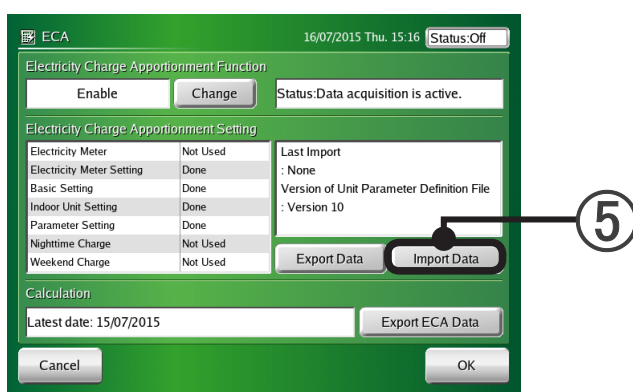 ECA
16/07/2015 Thu. 15:16 Status:Off
Electricity Charge Apportionment Function
Enable Change Status:Data acquisition is active.
Electricity Charge Apportionment Setting
Electricity Meter Not Used
Electricity Meter Setting Done
Basic Setting Done
Indoor Unit Setting Done
Parameter Setting Done
Nighttime Charge Not Used
Weekend Charge Not Used
Last Import
: None
Version of Unit Parameter Definition File
: Version 10
Export Data Import Data
⑤
Calculation
Latest date: 15/07/2015 Export ECA Data
Cancel OK